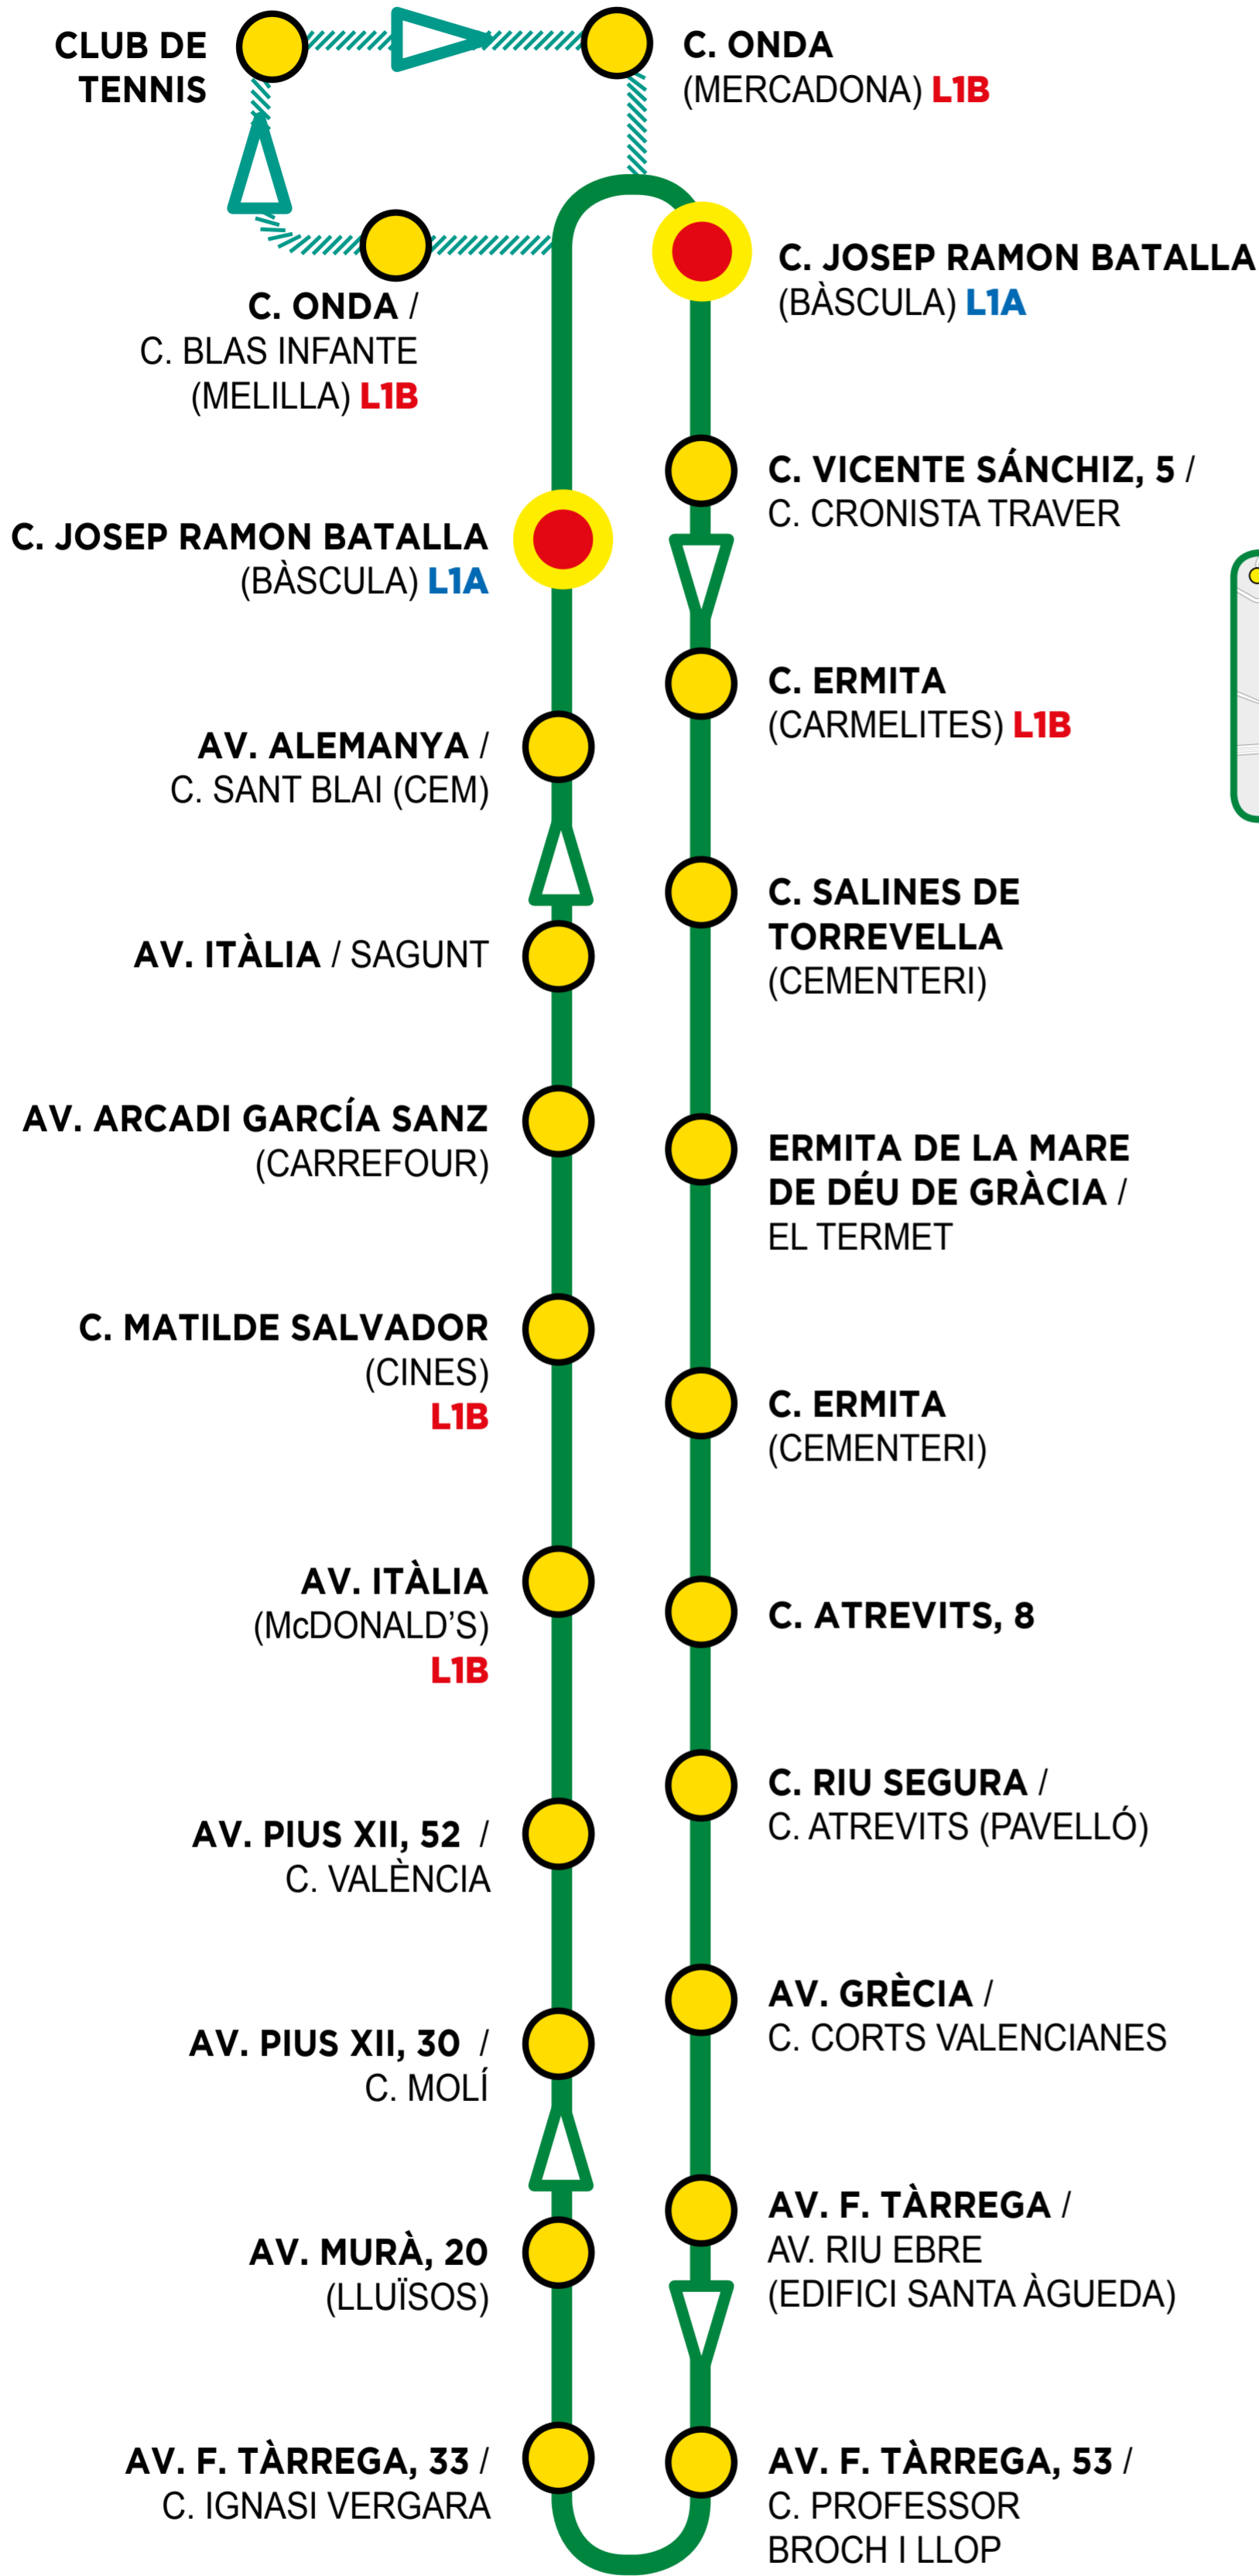 CLUB DE
TENNIS
C. ONDA
(MERCADONA) L1B
C. ONDA /
C. BLAS INFANTE
(MELILLA) L1B
C. JOSEP RAMON BATALLA
(BÀSCULA) L1A
C. JOSEP RAMON BATALLA
(BÀSCULA) L1A
AV. ALEMANYA /
C. SANT BLAI (CEM)
AV. ITÀLIA / SAGUNT
AV. ARCADI GARCÍA SANZ
(CARREFOUR)
C. MATILDE SALVADOR
(CINES)
L1B
AV. ITÀLIA
(McDONALD'S)
L1B
AV. PIUS XII, 52 /
C. VALÈNCIA
AV. PIUS XII, 30 /
C. MOLÍ
AV. MURÀ, 20
(LLUÏSOS)
AV. F. TÀRREGA, 33 /
C. IGNASI VERGARA
C. VICENTE SÁNCHIZ, 5 /
C. CRONISTA TRAVER
C. ERMITA
(CARMELITES) L1B
C. SALINES DE
TORREVELLA
(CEMENTERI)
ERMITA DE LA MARE
DE DÉU DE GRÀCIA /
EL TERMET
C. ERMITA
(CEMENTERI)
C. ATREVITS, 8
C. RIU SEGURA /
C. ATREVITS (PAVELLÓ)
AV. GRÈCIA /
C. CORTS VALENCIANES
AV. F. TÀRREGA /
AV. RIU EBRE
(EDIFICI SANTA ÀGUEDA)
AV. F. TÀRREGA, 53 /
C. PROFESSOR
BROCH I LLOP